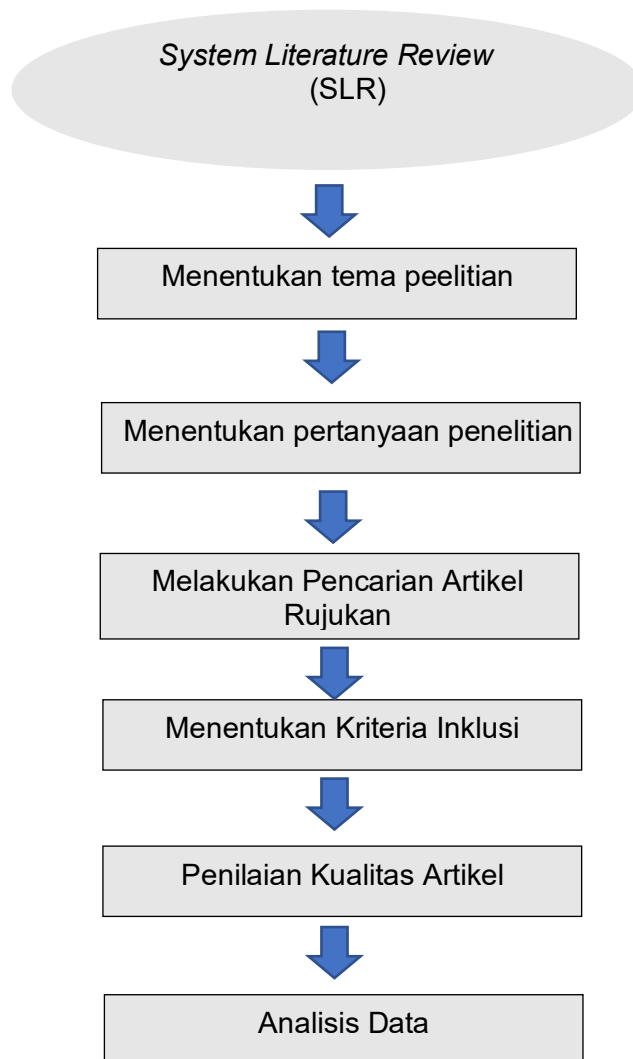 System Literature Review
(SLR)
Menentukan tema peelitian
Menentukan pertanyaan penelitian
Melakukan Pencarian Artikel
Rujukan
Menentukan Kriteria Inklusi
Penilaian Kualitas Artikel
Analisis Data